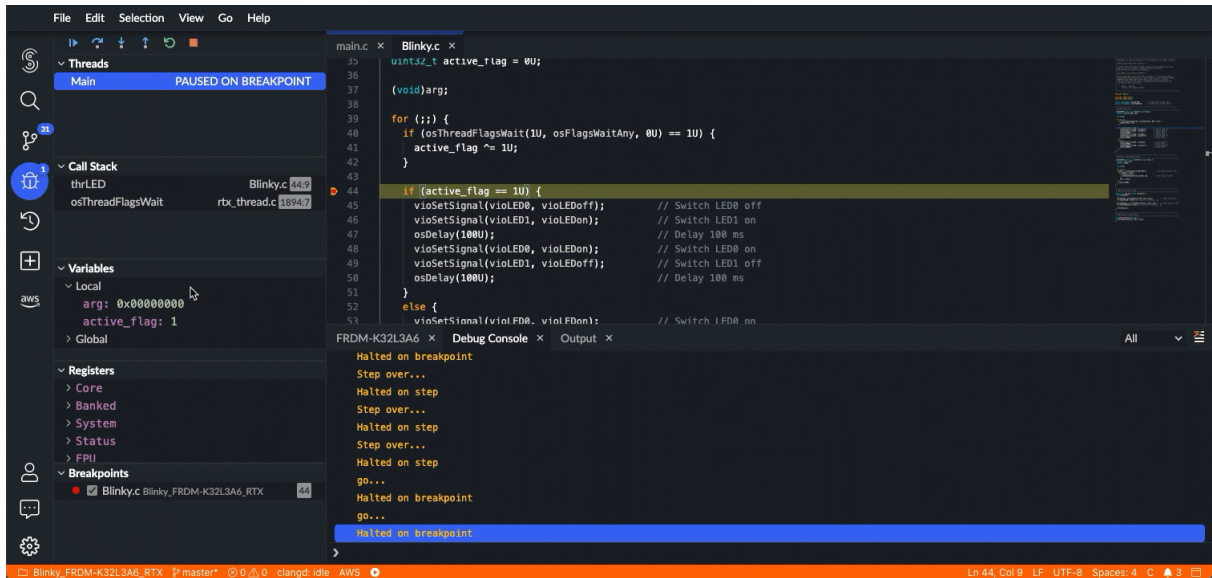 File Edit Selection View Go Help
Threads
Main PAUSED ON BREAKPOINT
31
1
Call Stack
thrLED Blinky.c 44:9
osThreadFlagsWait rtx_thread.c 1894:7
Variables
Local
arg: 0x00000000
active_flag: 1
Global
aws
Registers
Core
Banked
System
Status
FPU
Breakpoints
Blinky.c Blinky_FRDM-K32L3A6_RTX 44
main.c × Blinky.c ×
35 uint32_t active_flag = 0U;
36
37 (void)arg;
38
39 for (;;) {
40 if (osThreadFlagsWait(1U, osFlagsWaitAny, 0U) == 1U) {
41 active_flag ^= 1U;
42 }
43
44 if (active_flag == 1U) {
45 vioSetSignal(vioLED0, vioLEDoff); // Switch LED0 off
46 vioSetSignal(vioLED1, vioLEDon); // Switch LED1 on
47 osDelay(100U); // Delay 100 ms
48 vioSetSignal(vioLED0, vioLEDon); // Switch LED0 on
49 vioSetSignal(vioLED1, vioLEDoff); // Switch LED1 off
50 osDelay(100U); // Delay 100 ms
51 }
52 else {
53 vioSetSignal(vioLED0, vioLEDon); // Switch LED0 on
FRDM-K32L3A6 × Debug Console × Output × All
Halted on breakpoint
Step over...
Halted on step
Step over...
Halted on step
Step over...
Halted on step
go...
Halted on breakpoint
go...
Halted on breakpoint
Blinky_FRDM-K32L3A6_RTX master* 0 0 clangd: idle AWS Ln 44, Col 9 LF UTF-8 Spaces: 4 C 3